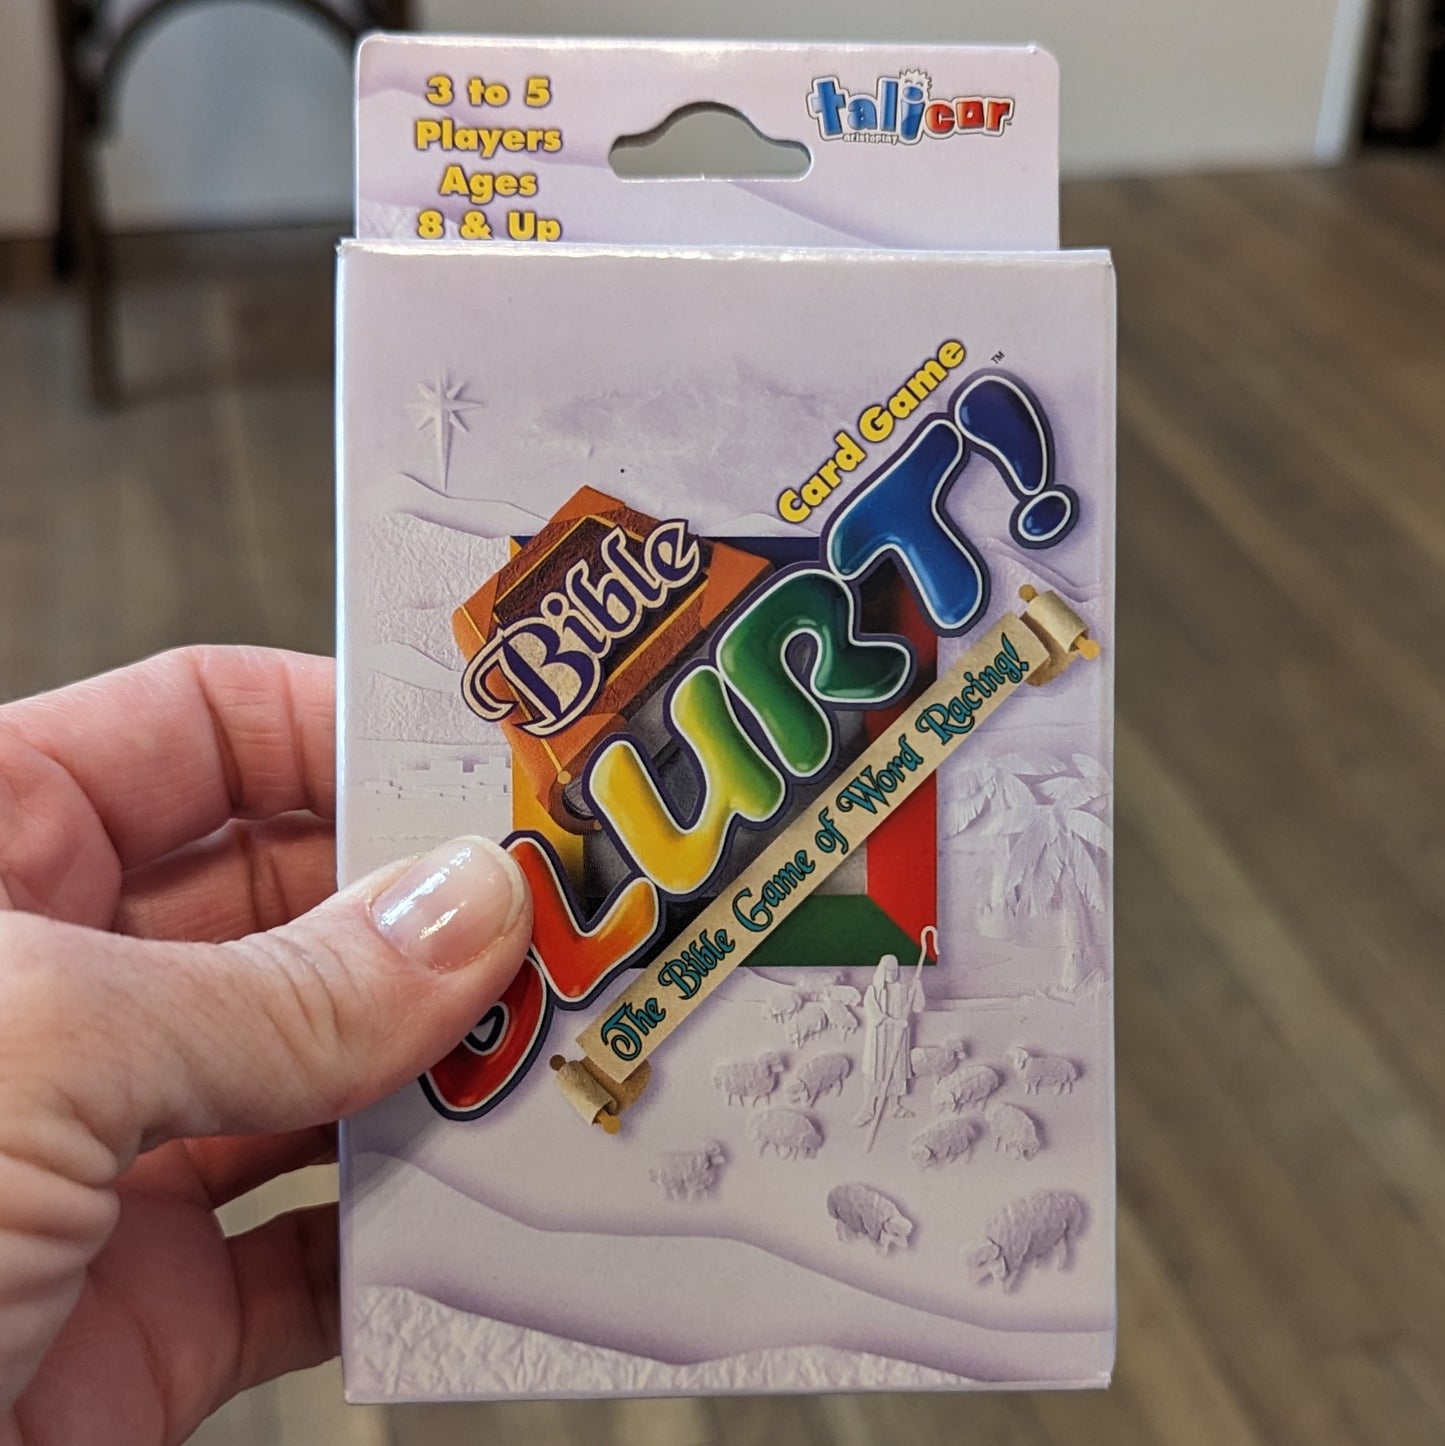 3 to 5
Players
Ages
8 & Up
talicor
aristoplay
Card Game
TM
Bible
BLURT!
The Bible Game of Word Racing!